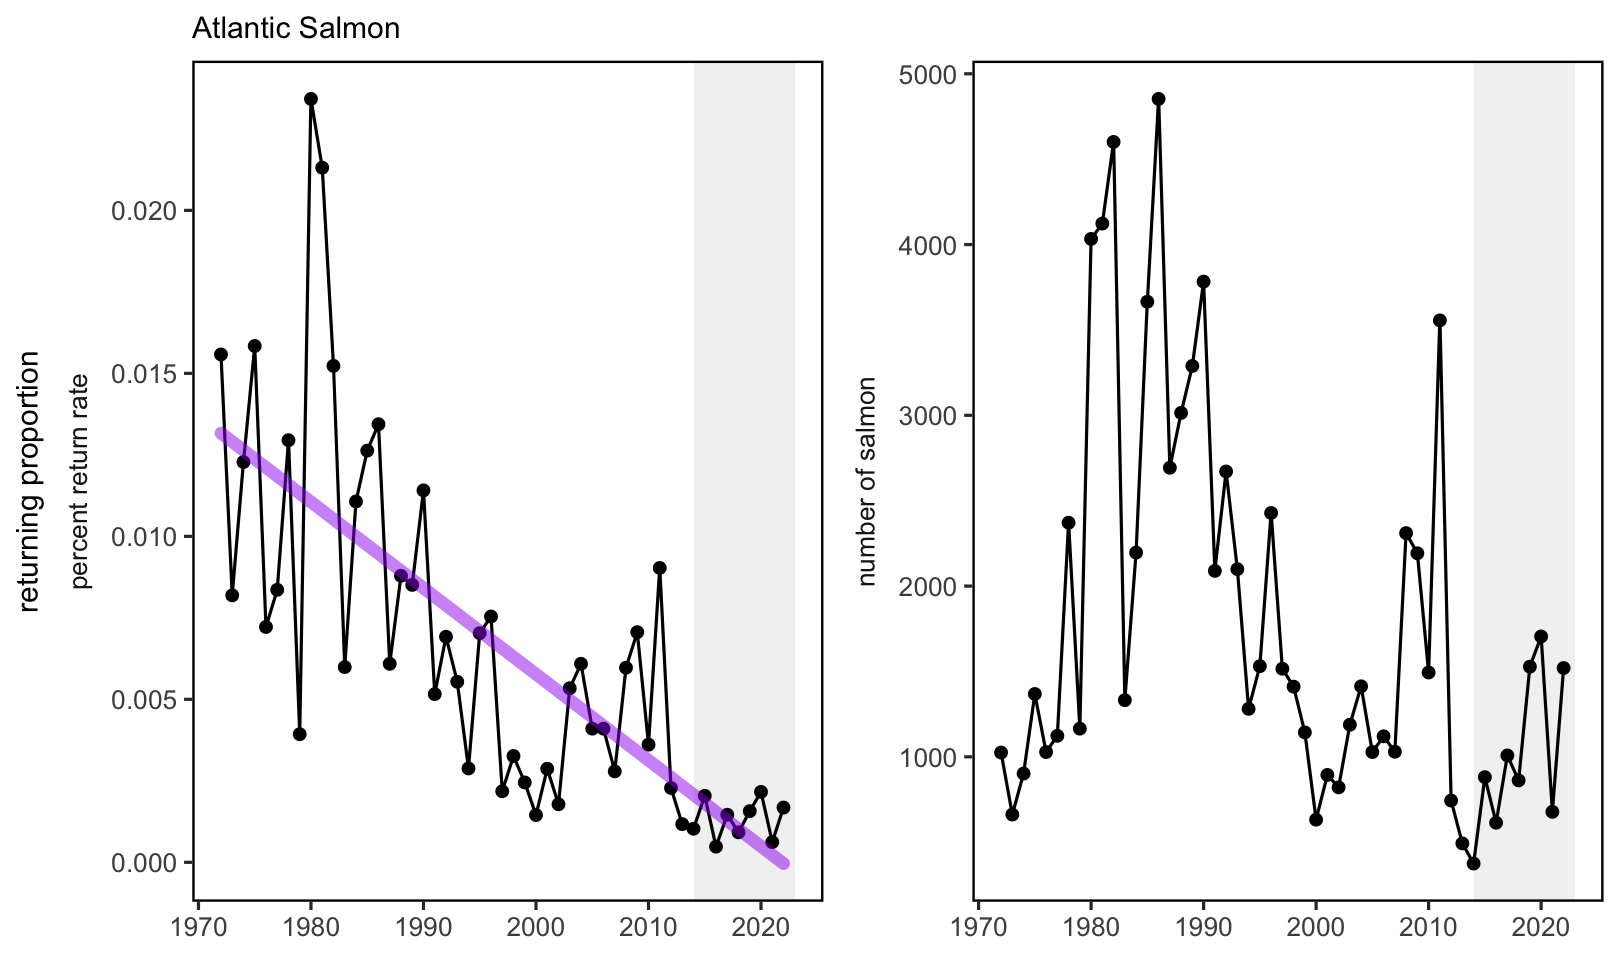 Atlantic Salmon
returning proportion
percent return rate
0.020
0.015
0.010
0.005
0.000
1970 1980 1990 2000 2010 2020
number of salmon
5000
4000
3000
2000
1000
1970 1980 1990 2000 2010 2020